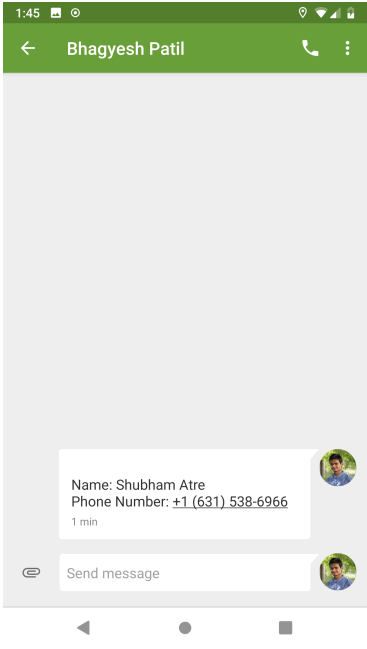 1:45
Bhagyesh Patil
Name: Shubham Atre
Phone Number: +1 (631) 538-6966
1 min
Send message